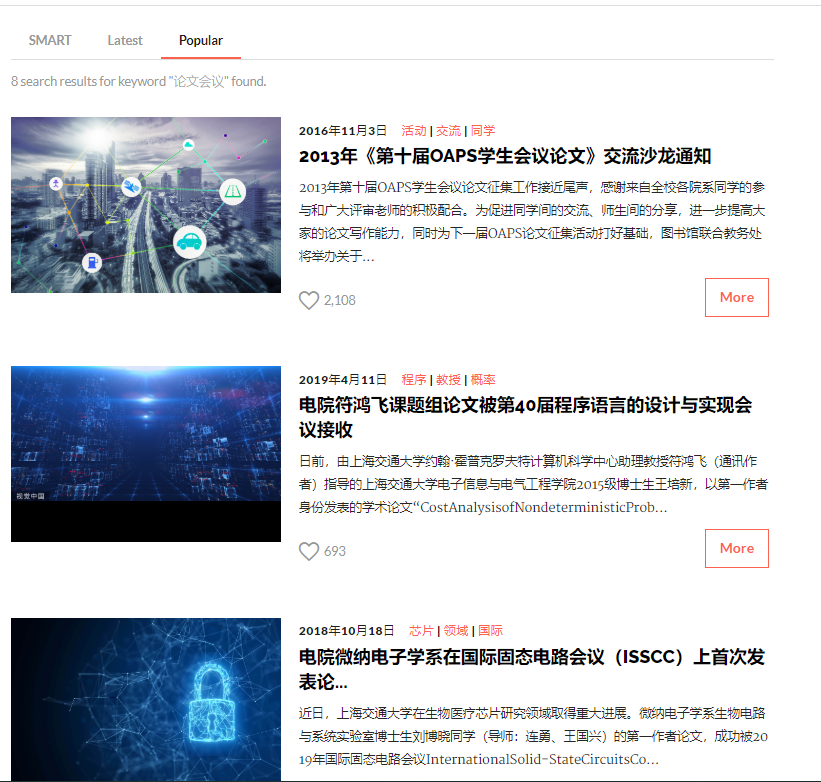 SMART Latest Popular
8 search results for keyword "论文会议" found.
2016年11月3日 活动 | 交流 | 同学
2013年《第十届OAPS学生会议论文》交流沙龙通知
2013年第十届OAPS学生会议论文征集工作接近尾声，感谢来自全校各院系同学的参
与和广大评审老师的积极配合。为促进同学间的交流、师生间的分享，进一步提高大
家的论文写作能力，同时为下一届OAPS论文征集活动打好基础，图书馆联合教务处
将举办关于...
2,108 More
2019年4月11日 程序 | 教授 | 概率
电院符鸿飞课题组论文被第40届程序语言的设计与实现会
议接收
日前，由上海交通大学约翰·霍普克罗夫特计算机科学中心助理教授符鸿飞（通讯作
者）指导的上海交通大学电子信息与电气工程学院2015级博士生王培新，以第一作者
身份发表的学术论文“CostAnalysisofNondeterministicProb...
视觉中国
693 More
2018年10月18日 芯片 | 领域 | 国际
电院微纳电子学系在国际固态电路会议（ISSCC）上首次发
表论...
近日，上海交通大学在生物医疗芯片研究领域取得重大进展。微纳电子学系生物电路
与系统实验室博士生刘博晓同学（导师：连勇、王国兴）的第一作者论文，成功被20
19年国际固态电路会议InternationalSolid-StateCircuitsCo...